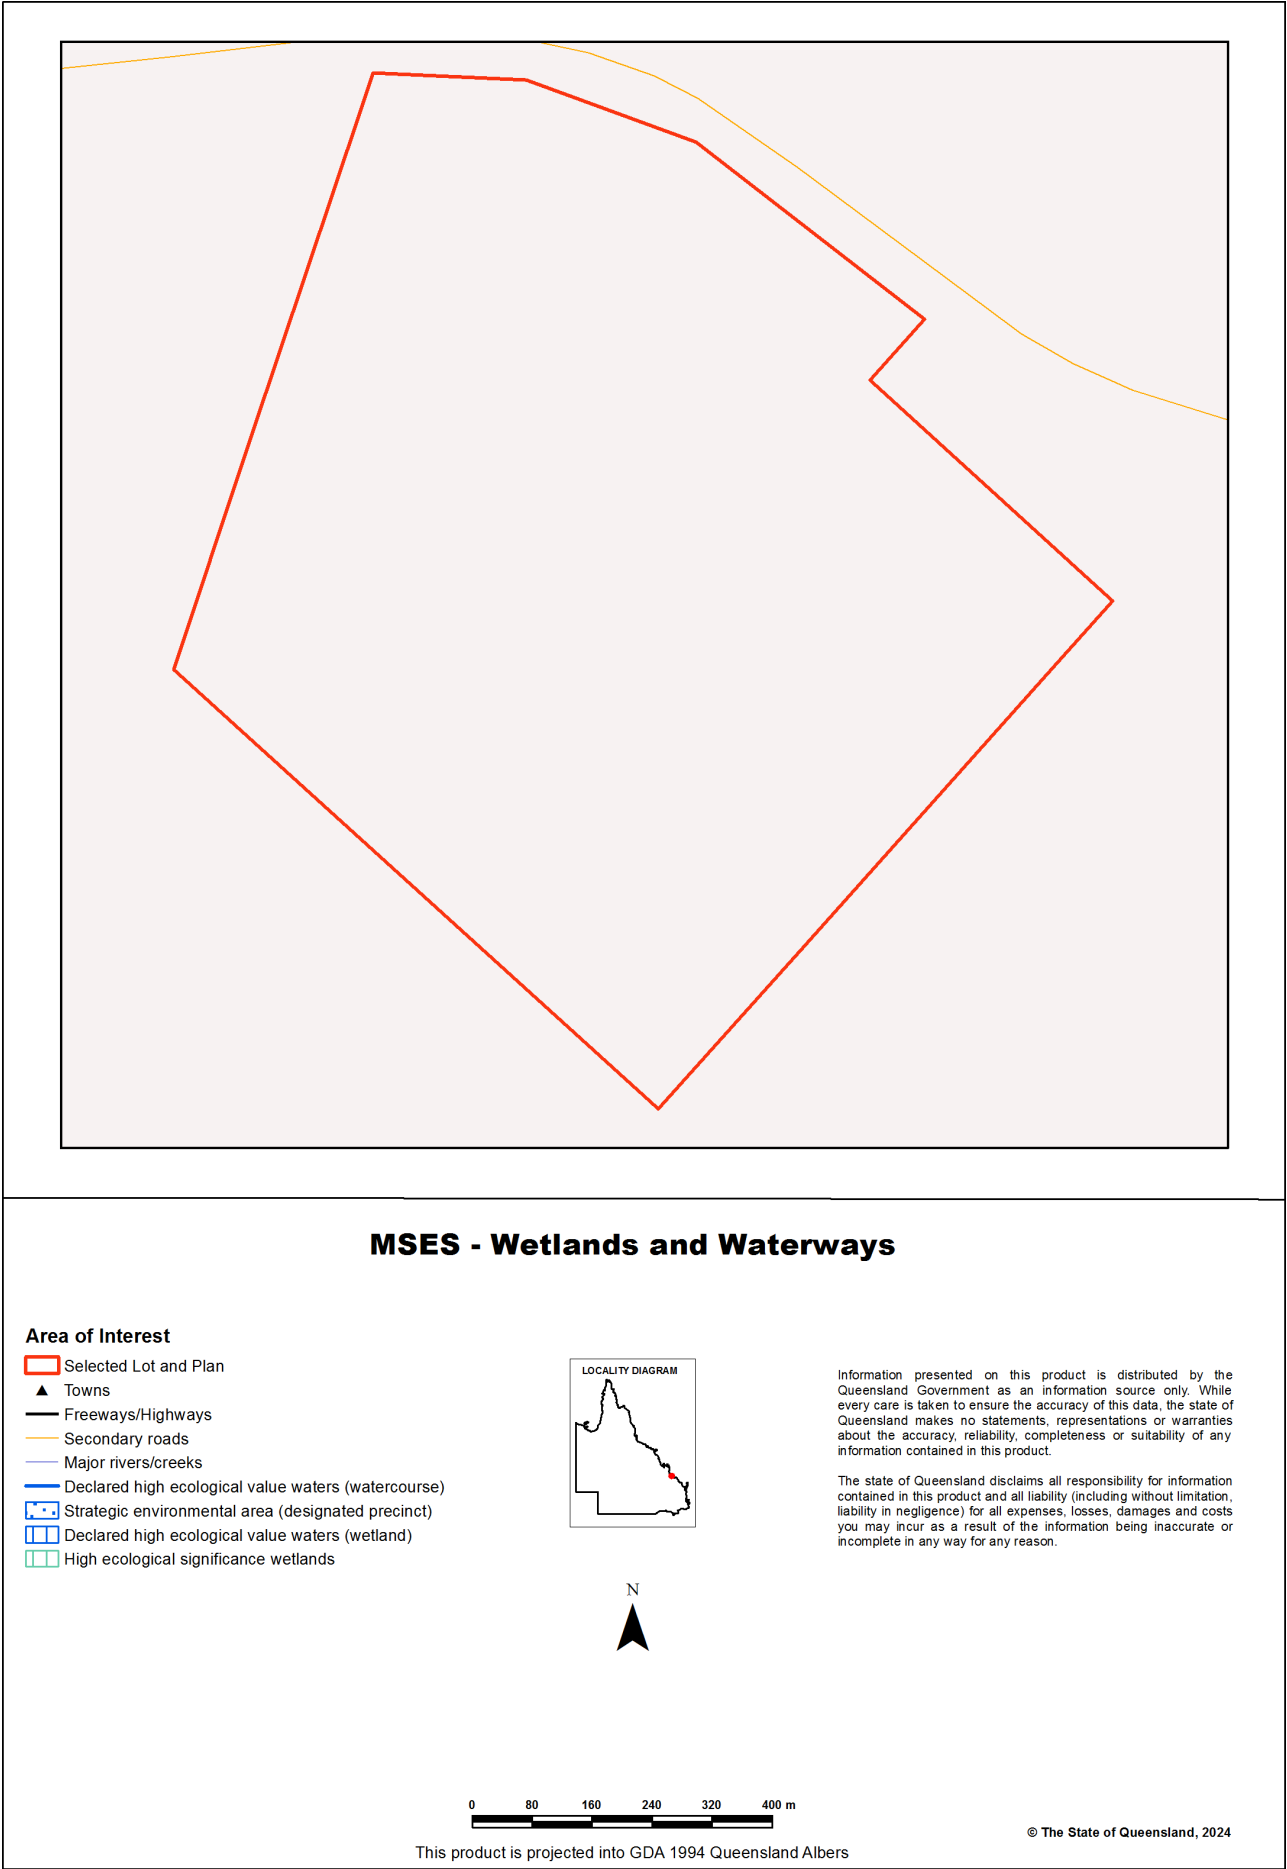 MSES - Wetlands and Waterways
Area of Interest
Selected Lot and Plan
Towns
Freeways/Highways
Secondary roads
Major rivers/creeks
Declared high ecological value waters (watercourse)
Strategic environmental area (designated precinct)
Declared high ecological value waters (wetland)
High ecological significance wetlands
LOCALITY DIAGRAM
N
Information presented on this product is distributed by the
Queensland Government as an information source only. While
every care is taken to ensure the accuracy of this data, the state of
Queensland makes no statements, representations or warranties
about the accuracy, reliability, completeness or suitability of any
information contained in this product.
The state of Queensland disclaims all responsibility for information
contained in this product and all liability (including without limitation,
liability in negligence) for all expenses, losses, damages and costs
you may incur as a result of the information being inaccurate or
incomplete in any way for any reason.
0 80 160 240 320 400 m
This product is projected into GDA 1994 Queensland Albers
© The State of Queensland, 2024